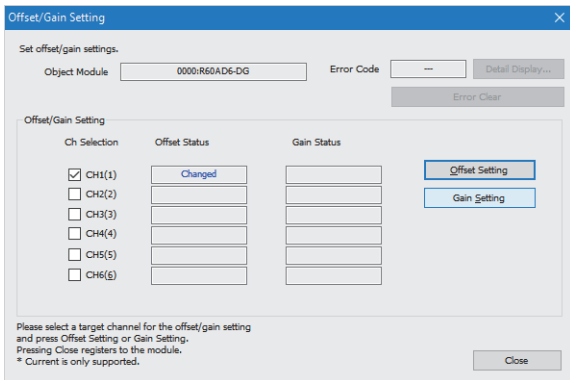 Offset/Gain Setting
Set offset/gain settings.
Object Module 0000:R60AD6-DG Error Code --- Detail Display...
Error Clear
Offset/Gain Setting
Ch Selection Offset Status Gain Status
CH1(1) Changed
CH2(2)
CH3(3)
CH4(4)
CH5(5)
CH6(6)
Offset Setting
Gain Setting
Please select a target channel for the offset/gain setting
and press Offset Setting or Gain Setting.
Pressing Close registers to the module.
* Current is only supported.
Close